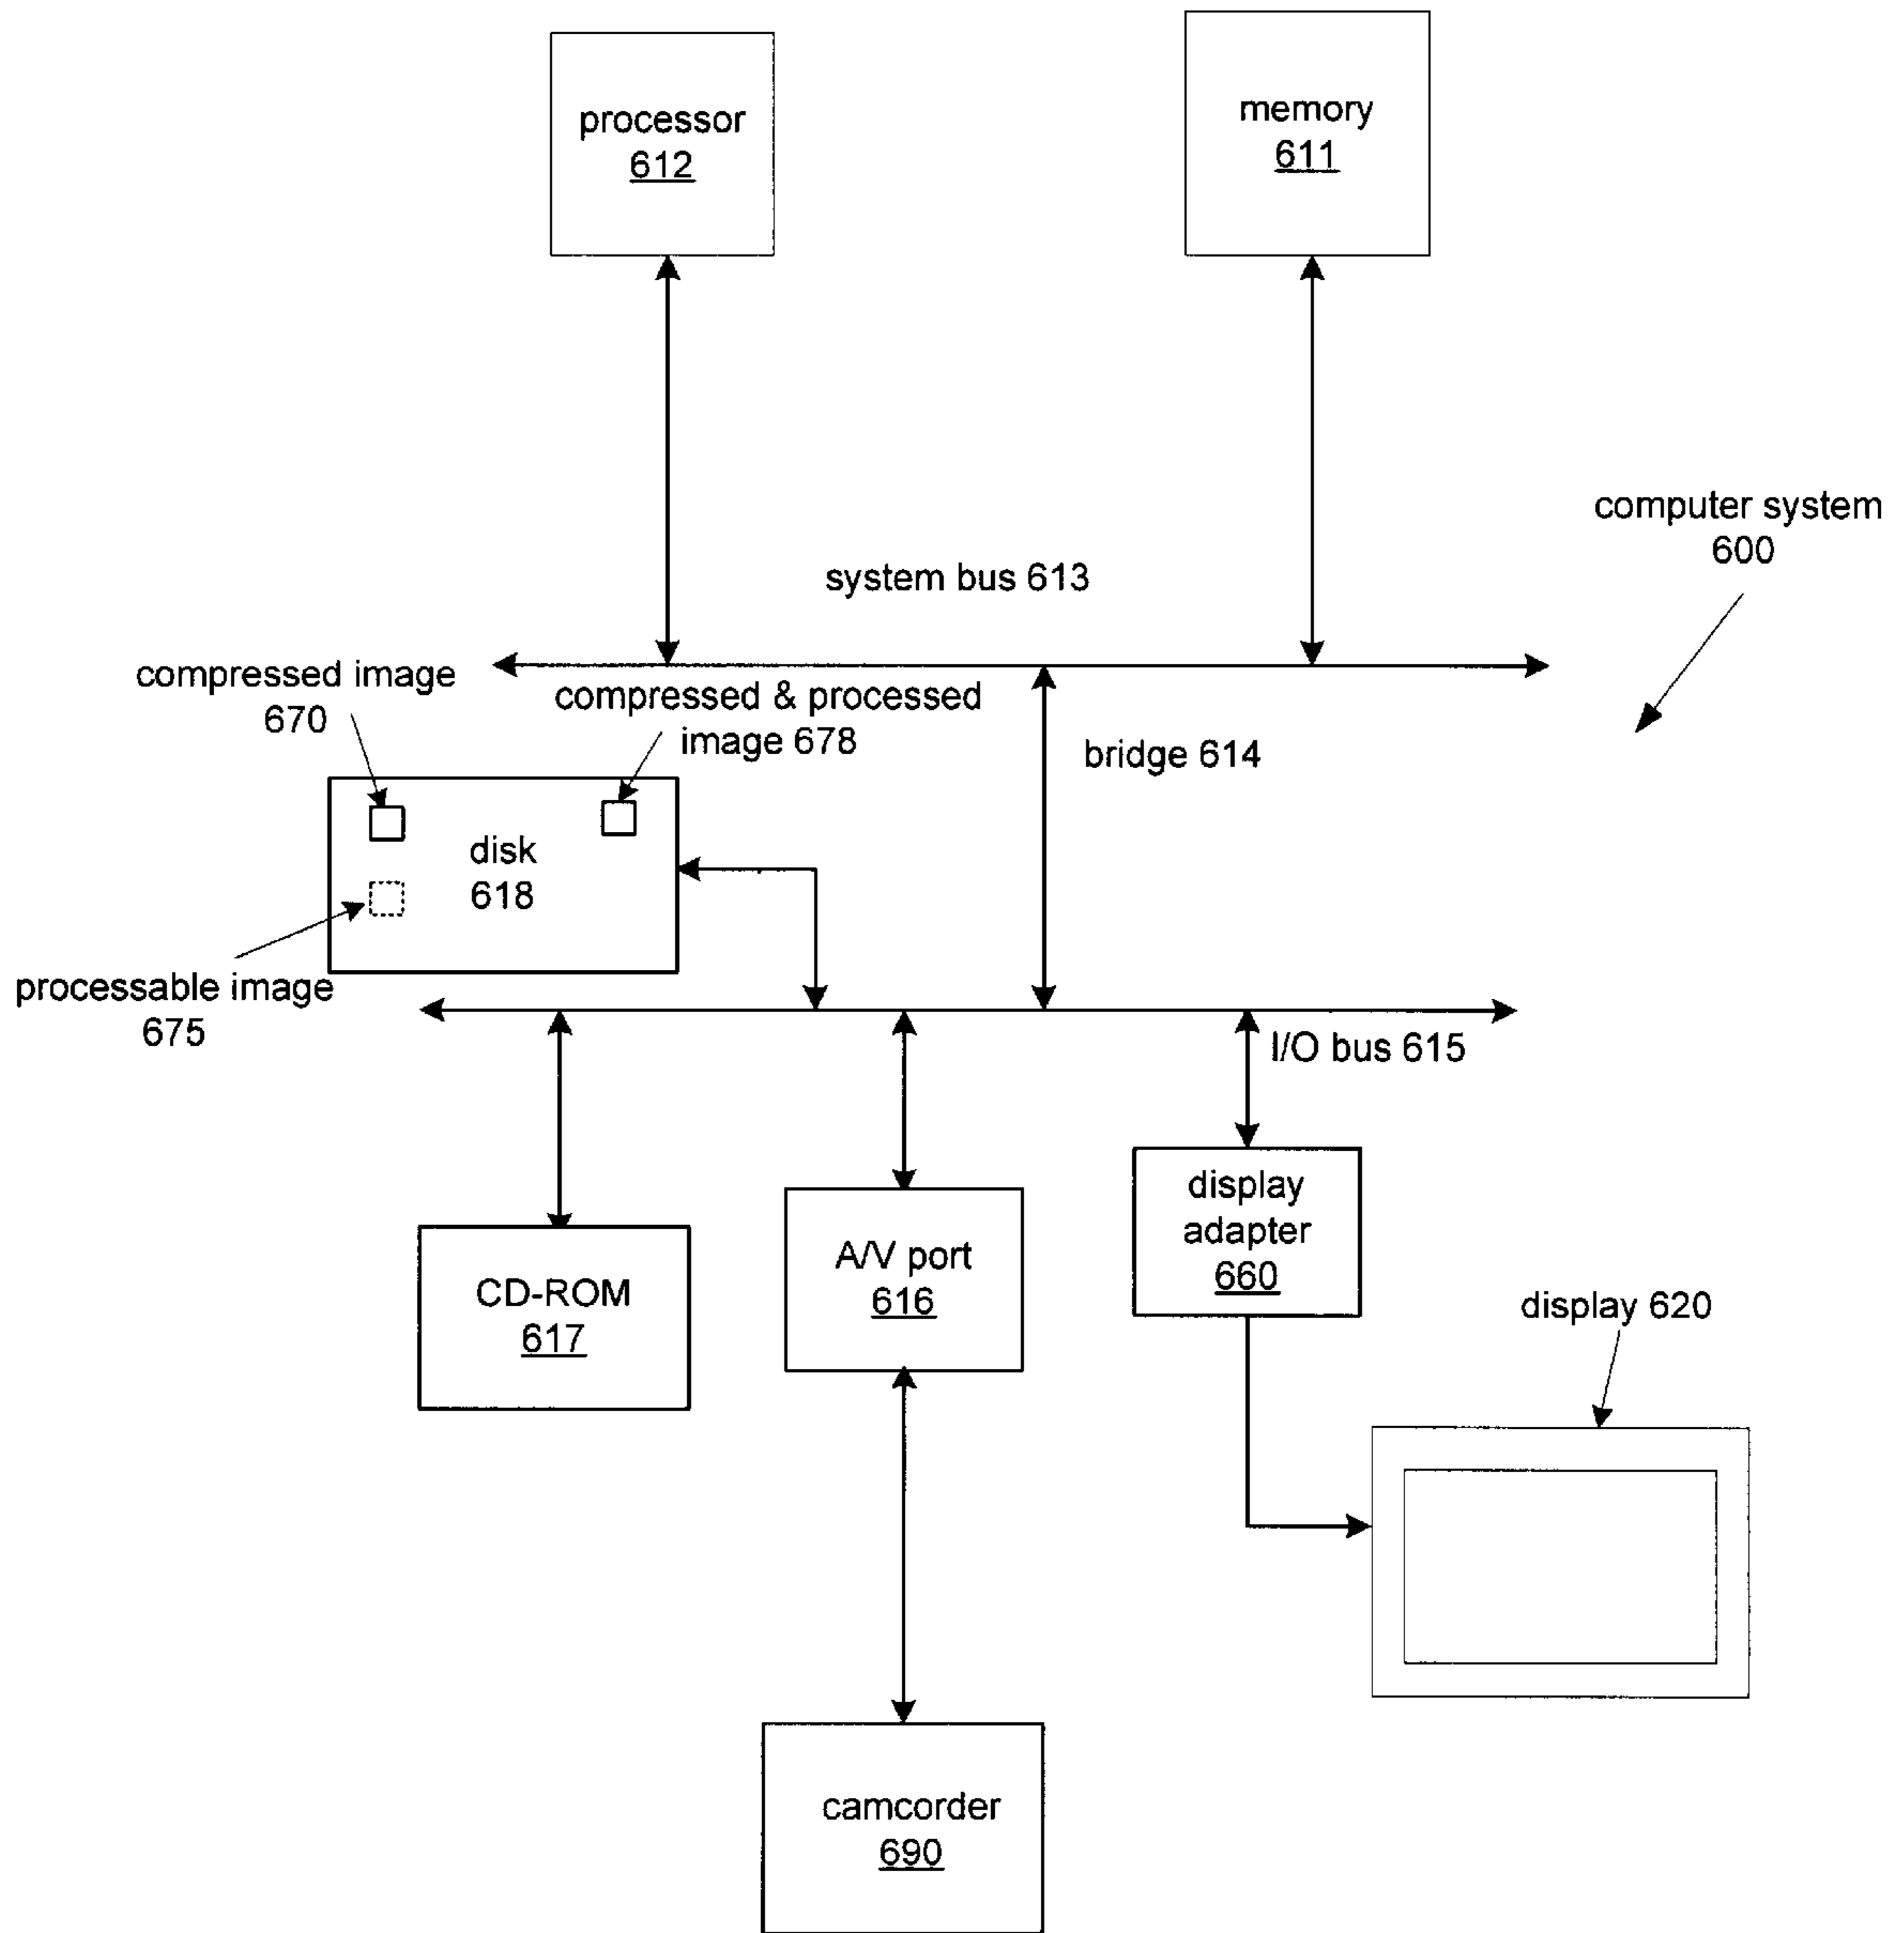 processor
612
memory
611
computer system
600
system bus 613
compressed image
670
compressed & processed
image 678
bridge 614
disk
618
processable image
675
I/O bus 615
display
adapter
660
A/V port
616
CD-ROM
617
display 620
camcorder
690